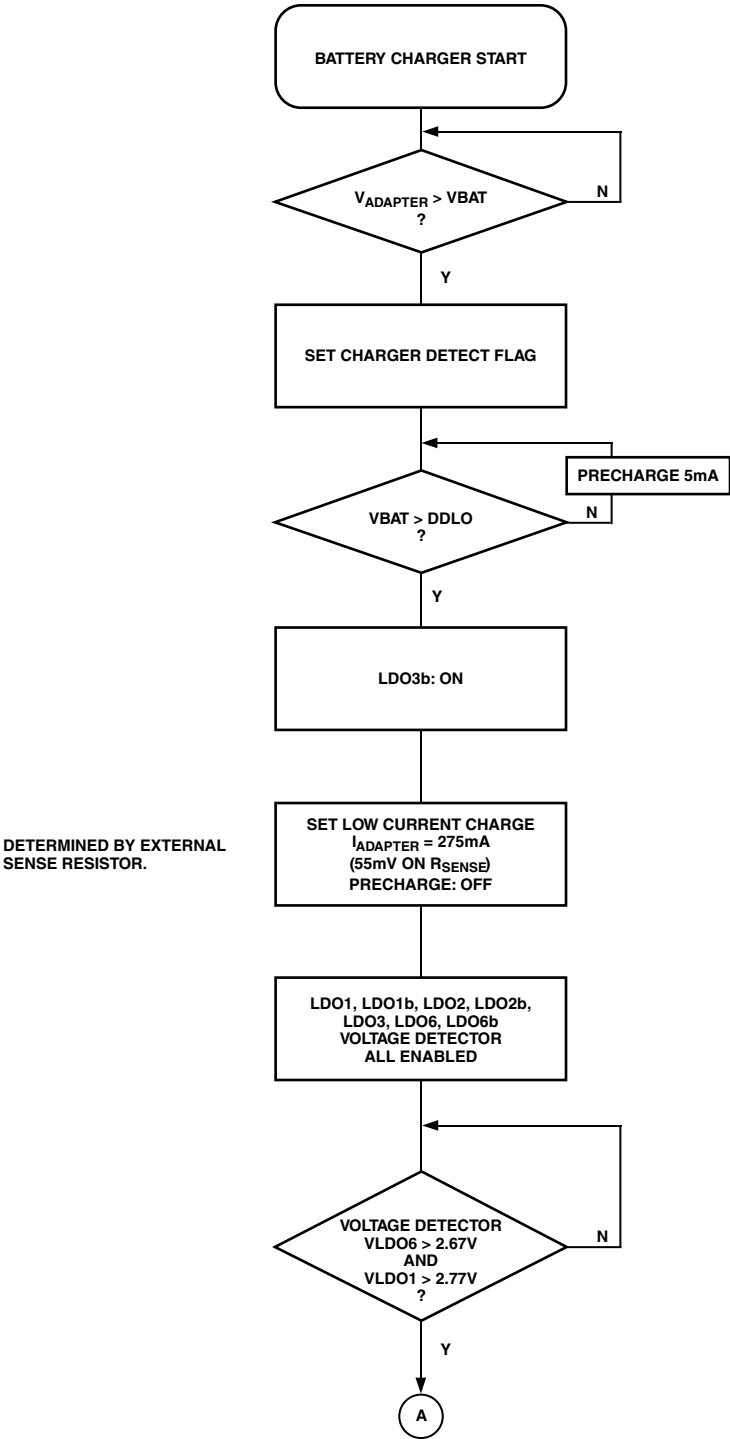 BATTERY CHARGER START
VADAPTER > VBAT
?
N
Y
SET CHARGER DETECT FLAG
PRECHARGE 5mA
VBAT > DDLO
?
N
Y
LDO3b: ON
DETERMINED BY EXTERNAL
SENSE RESISTOR.
SET LOW CURRENT CHARGE
IADAPTER = 275mA
(55mV ON RSENSE)
PRECHARGE: OFF
LDO1, LDO1b, LDO2, LDO2b,
LDO3, LDO6, LDO6b
VOLTAGE DETECTOR
ALL ENABLED
VOLTAGE DETECTOR
VLDO6 > 2.67V
AND
VLDO1 > 2.77V
?
N
Y
A